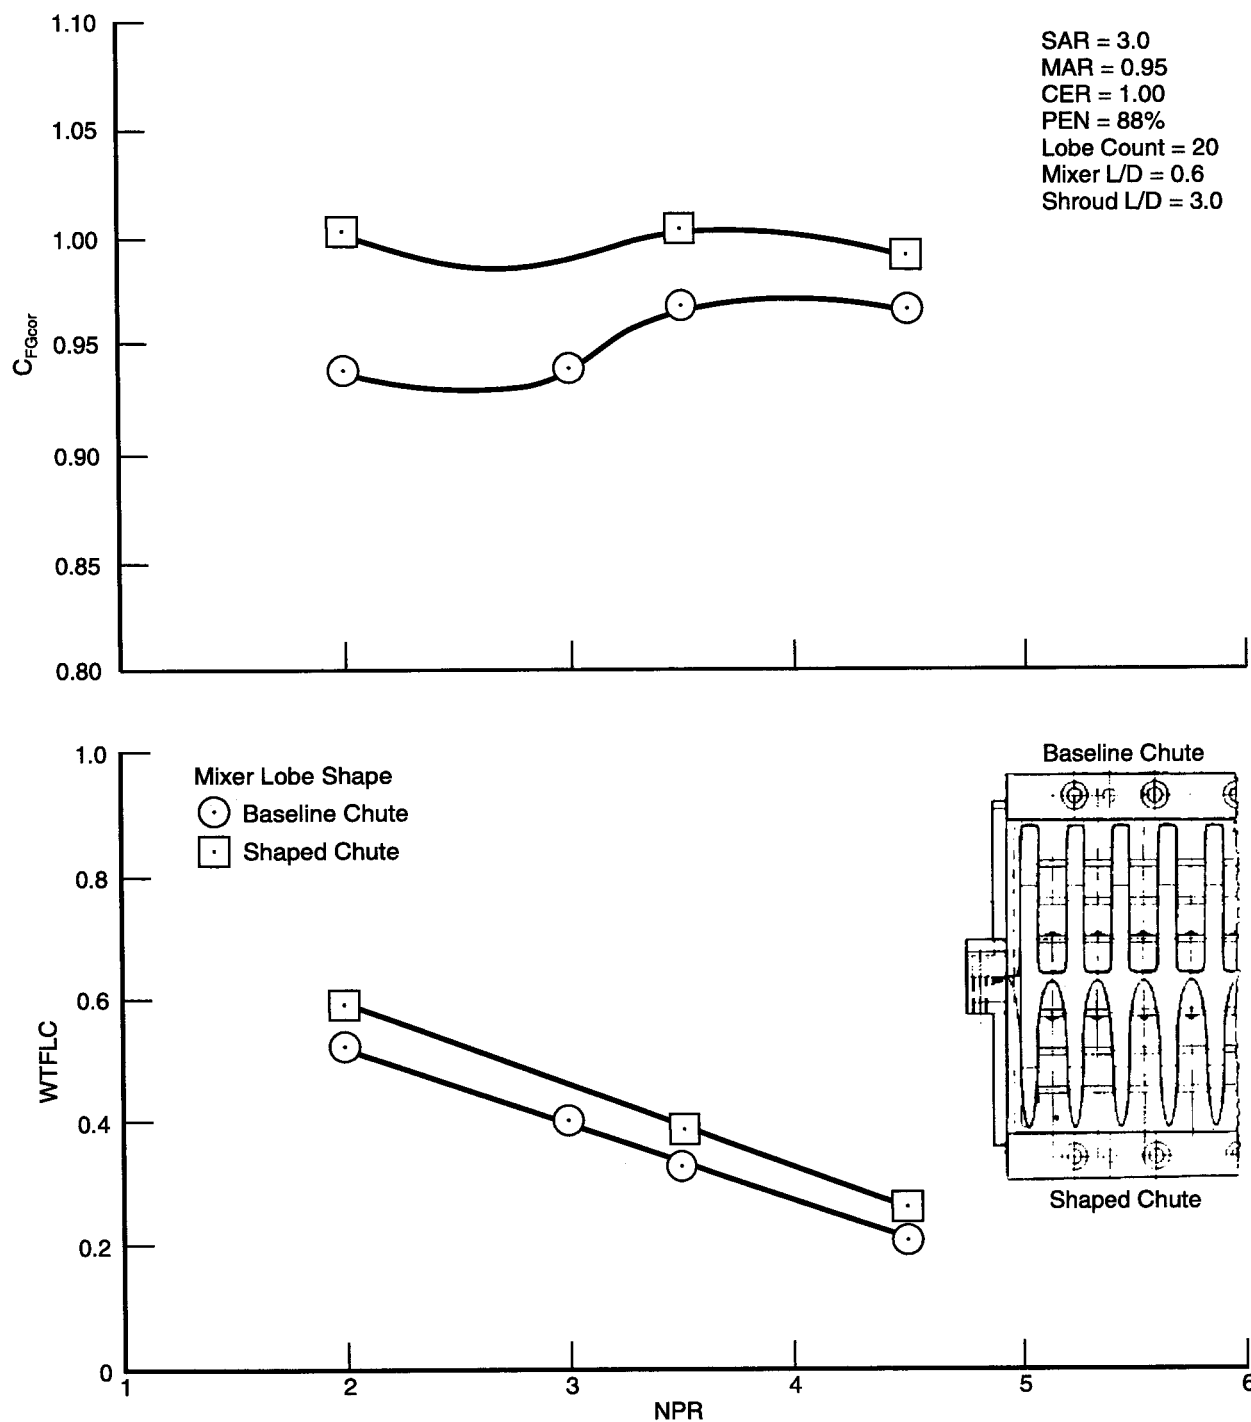 1.10
1.05
1.00
0.95
0.90
0.85
0.80
C_FGcor
SAR = 3.0
MAR = 0.95
CER = 1.00
PEN = 88%
Lobe Count = 20
Mixer L/D = 0.6
Shroud L/D = 3.0
1.0
0.8
0.6
0.4
0.2
0
WTFLC
Mixer Lobe Shape
Baseline Chute
Shaped Chute
Baseline Chute
Shaped Chute
1
2
3
4
5
6
NPR